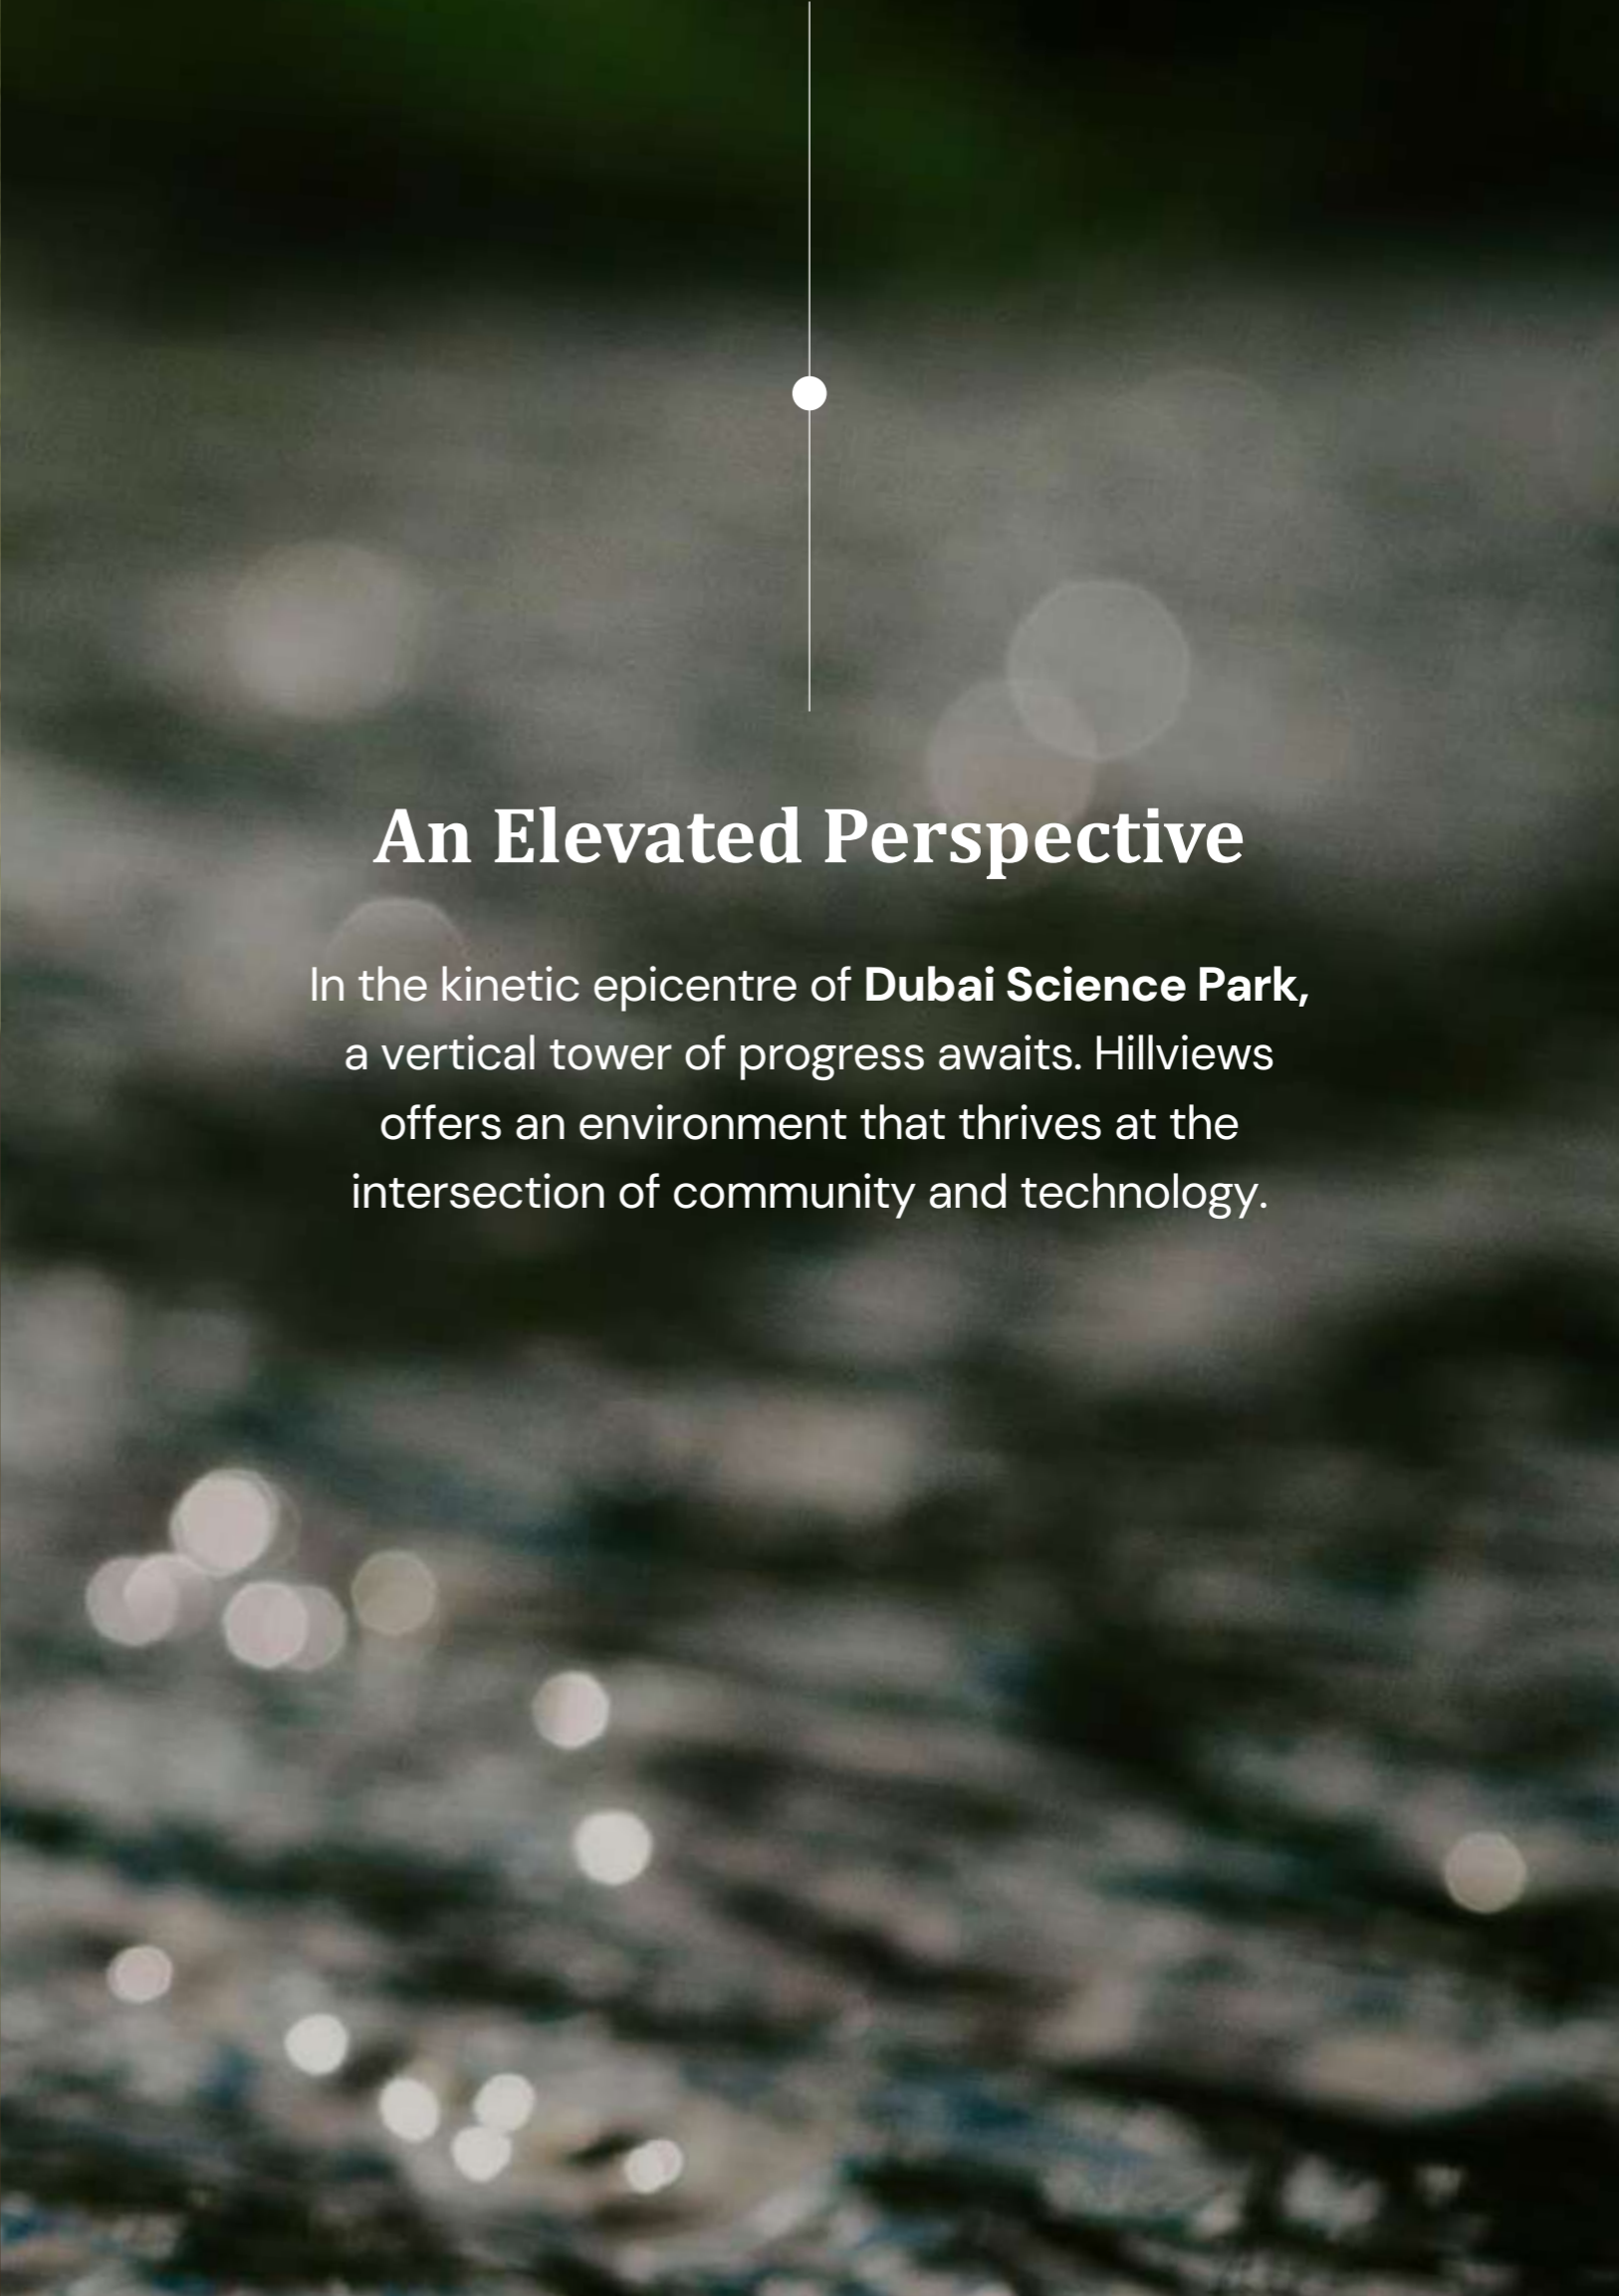 An Elevated Perspective
In the kinetic epicentre of Dubai Science Park,
a vertical tower of progress awaits. Hillviews
offers an environment that thrives at the
intersection of community and technology.